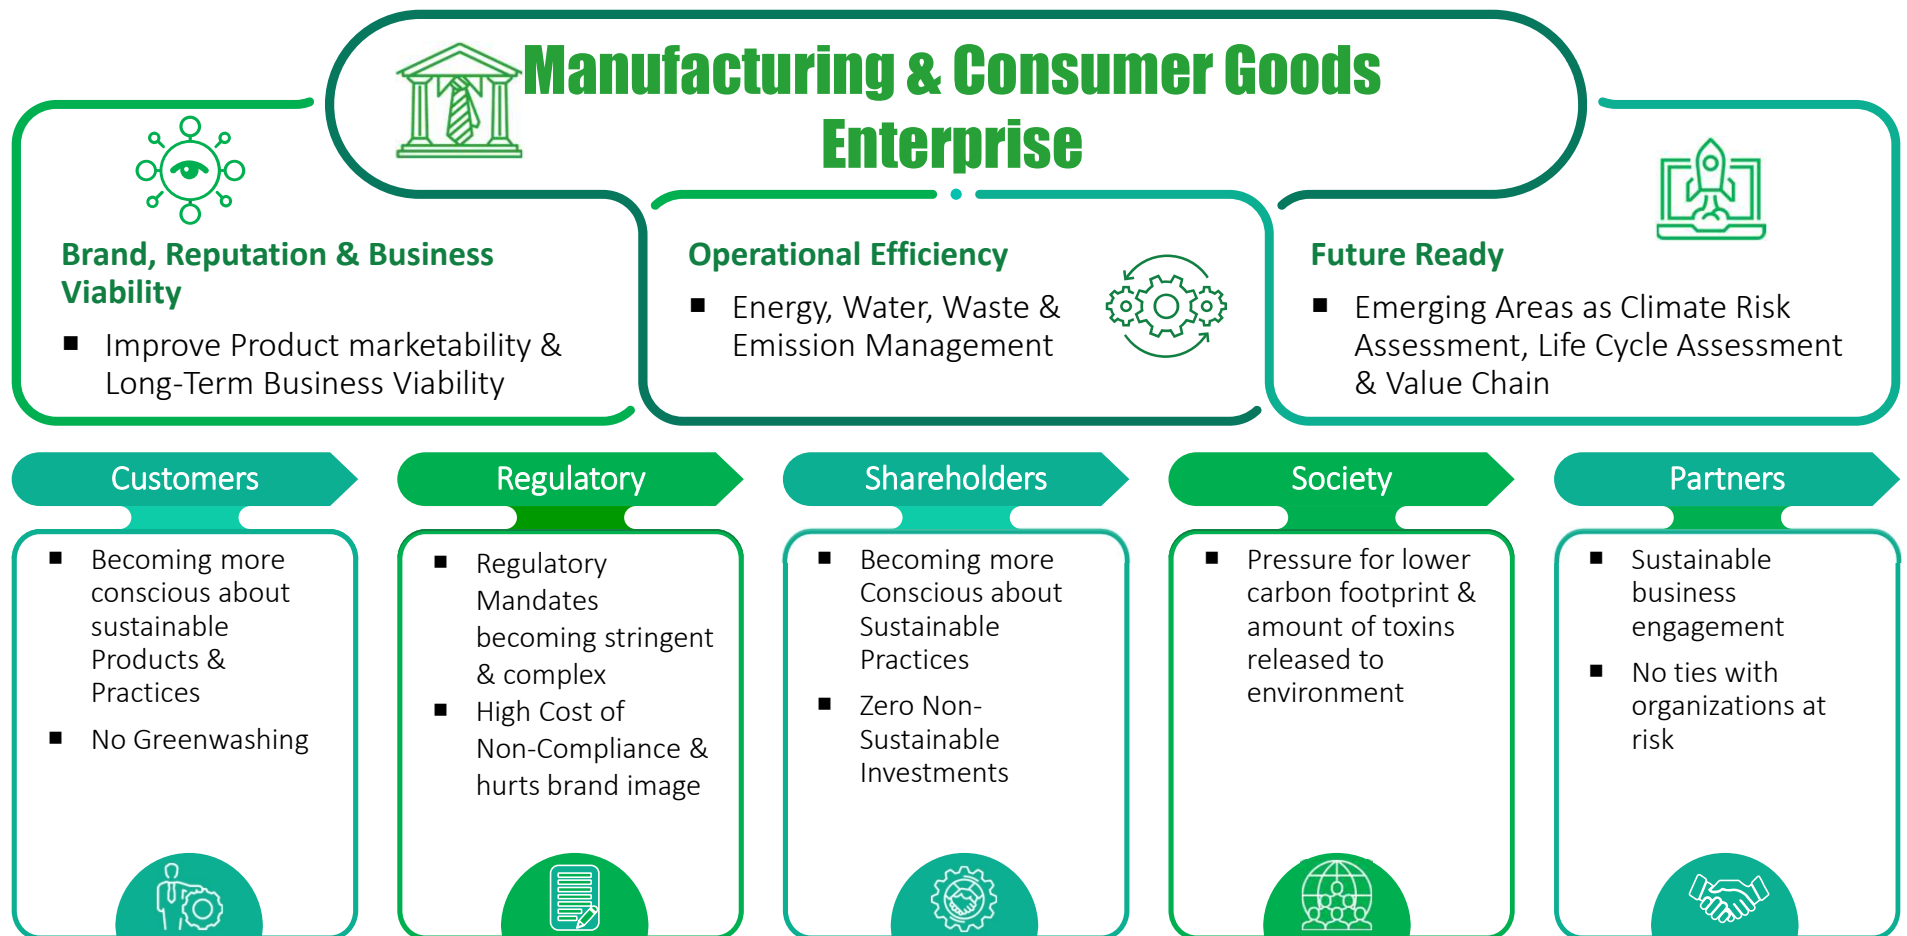 Manufacturing & Consumer Goods
Enterprise
Brand, Reputation & Business
Viability
▪ Improve Product marketability &
Long-Term Business Viability
Operational Efficiency
▪ Energy, Water, Waste &
Emission Management
Future Ready
▪ Emerging Areas as Climate Risk
Assessment, Life Cycle Assessment
& Value Chain
Customers
▪ Becoming more
conscious about
sustainable
Products &
Practices
▪ No Greenwashing
Regulatory
▪ Regulatory
Mandates
becoming stringent
& complex
▪ High Cost of
Non-Compliance &
hurts brand image
Shareholders
▪ Becoming more
Conscious about
Sustainable
Practices
▪ Zero Non-
Sustainable
Investments
Society
▪ Pressure for lower
carbon footprint &
amount of toxins
released to
environment
Partners
▪ Sustainable
business
engagement
▪ No ties with
organizations at
risk